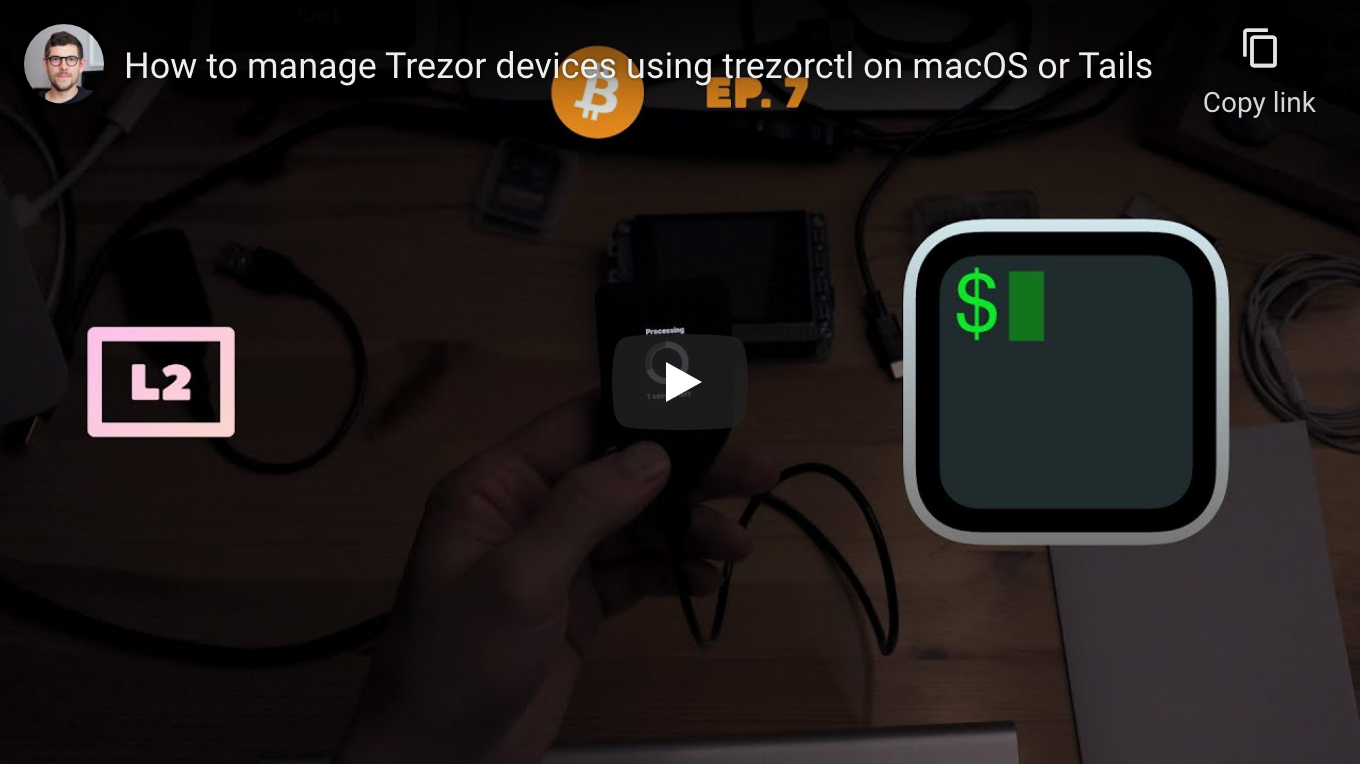 How to manage Trezor devices using trezorctl on macOS or Tails
Copy link
₿ EP. 7
$
Processing
L2